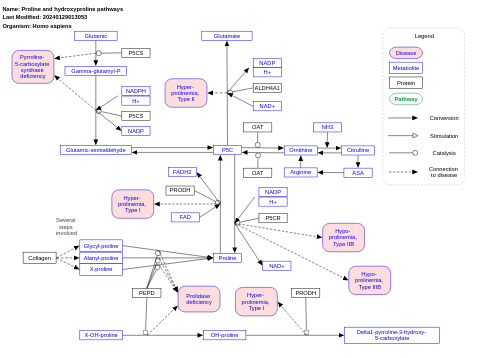 Name: Proline and hydroxyproline pathways
Last Modified: 20240129013053
Organism: Homo sapiens
Legend
Disease
Metabolite
Protein
Pathway
Conversion
Stimulation
Catalysis
Connection
to disease
Glutamic
Glutamate
P5CS
Pyrroline-
5-carboxylate
synthase
deficiency
Gamma-glutamyl-P
NADPH
H+
P5CS
NADP
Hyper-
prolinemia,
Type II
NADP
H+
ALDH4A1
NAD+
OAT
NH3
Glutamic-semialdehyde
P5C
Ornithine
Citrulline
OAT
Arginine
ASA
FADH2
PRODH
FAD
Hyper-
prolinemia,
Type I
NADP
H+
P5CR
NAD+
Hypo-
prolinemia,
Type IIB
Hypo-
prolinemia,
Type IIIB
Several
steps
involved
Collagen
Glycyl-proline
Alanyl-proline
X-proline
Proline
PEPD
Prolidase
deficiency
Hyper-
prolinemia,
Type I
PRODH
X-OH-proline
OH-proline
Delta1-pyrroline-3-hydroxy-
5-carboxylate